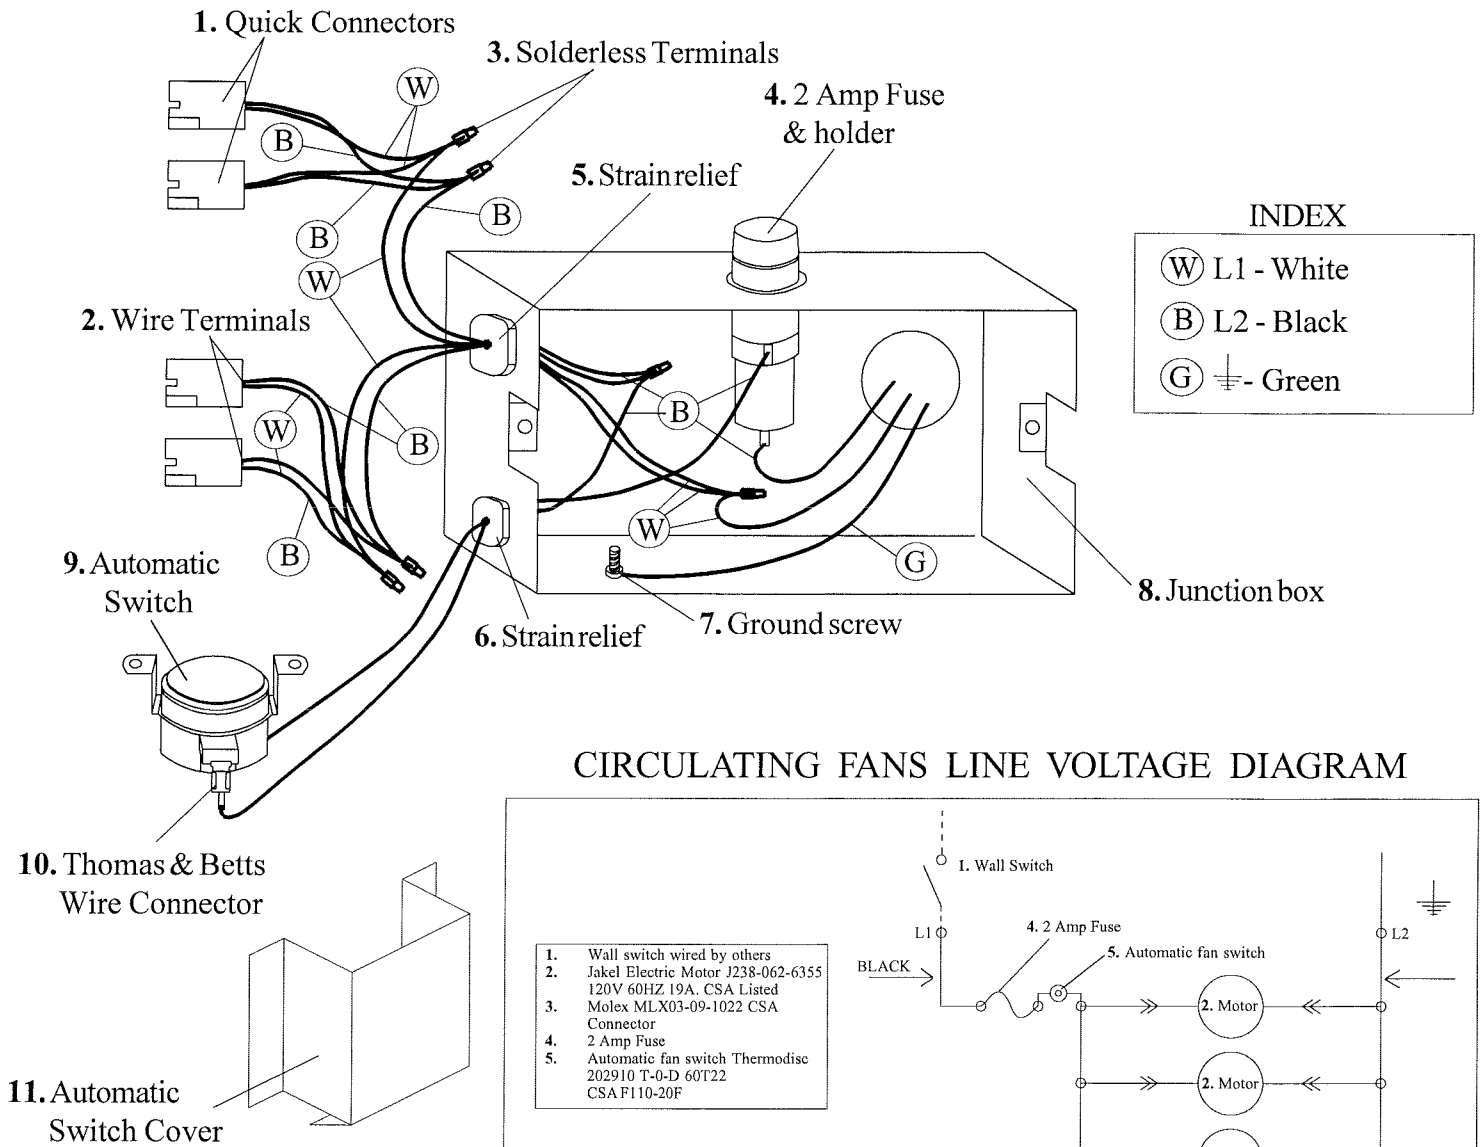 1. Quick Connectors
3. Solderless Terminals
W
4. 2 Amp Fuse
& holder
B
5. Strain relief
B
B
INDEX
W L1 - White
B L2 - Black
G - Green
W
2. Wire Terminals
B
W
B
W
B
G
9. Automatic
Switch
8. Junction box
7. Ground screw
6. Strain relief
CIRCULATING FANS LINE VOLTAGE DIAGRAM
10. Thomas & Betts
Wire Connector
1. Wall Switch
L1
4. 2 Amp Fuse
L2
5. Automatic fan switch
BLACK
1. Wall switch wired by others
2. Jakel Electric Motor J238-062-6355
120V 60HZ 19A. CSA Listed
3. Molex MLX03-09-1022 CSA
Connector
4. 2 Amp Fuse
5. Automatic fan switch Thermodisc
202910 T-0-D 60T22
CSA F110-20F
2. Motor
2. Motor
11. Automatic
Switch Cover